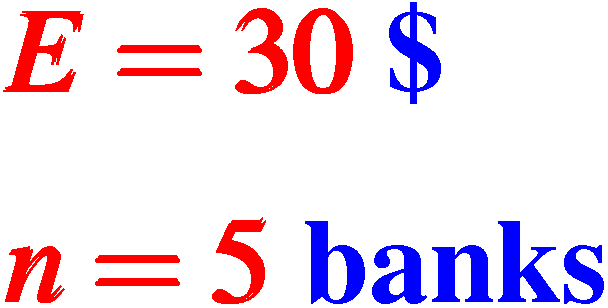 E = 30 $
n = 5 banks